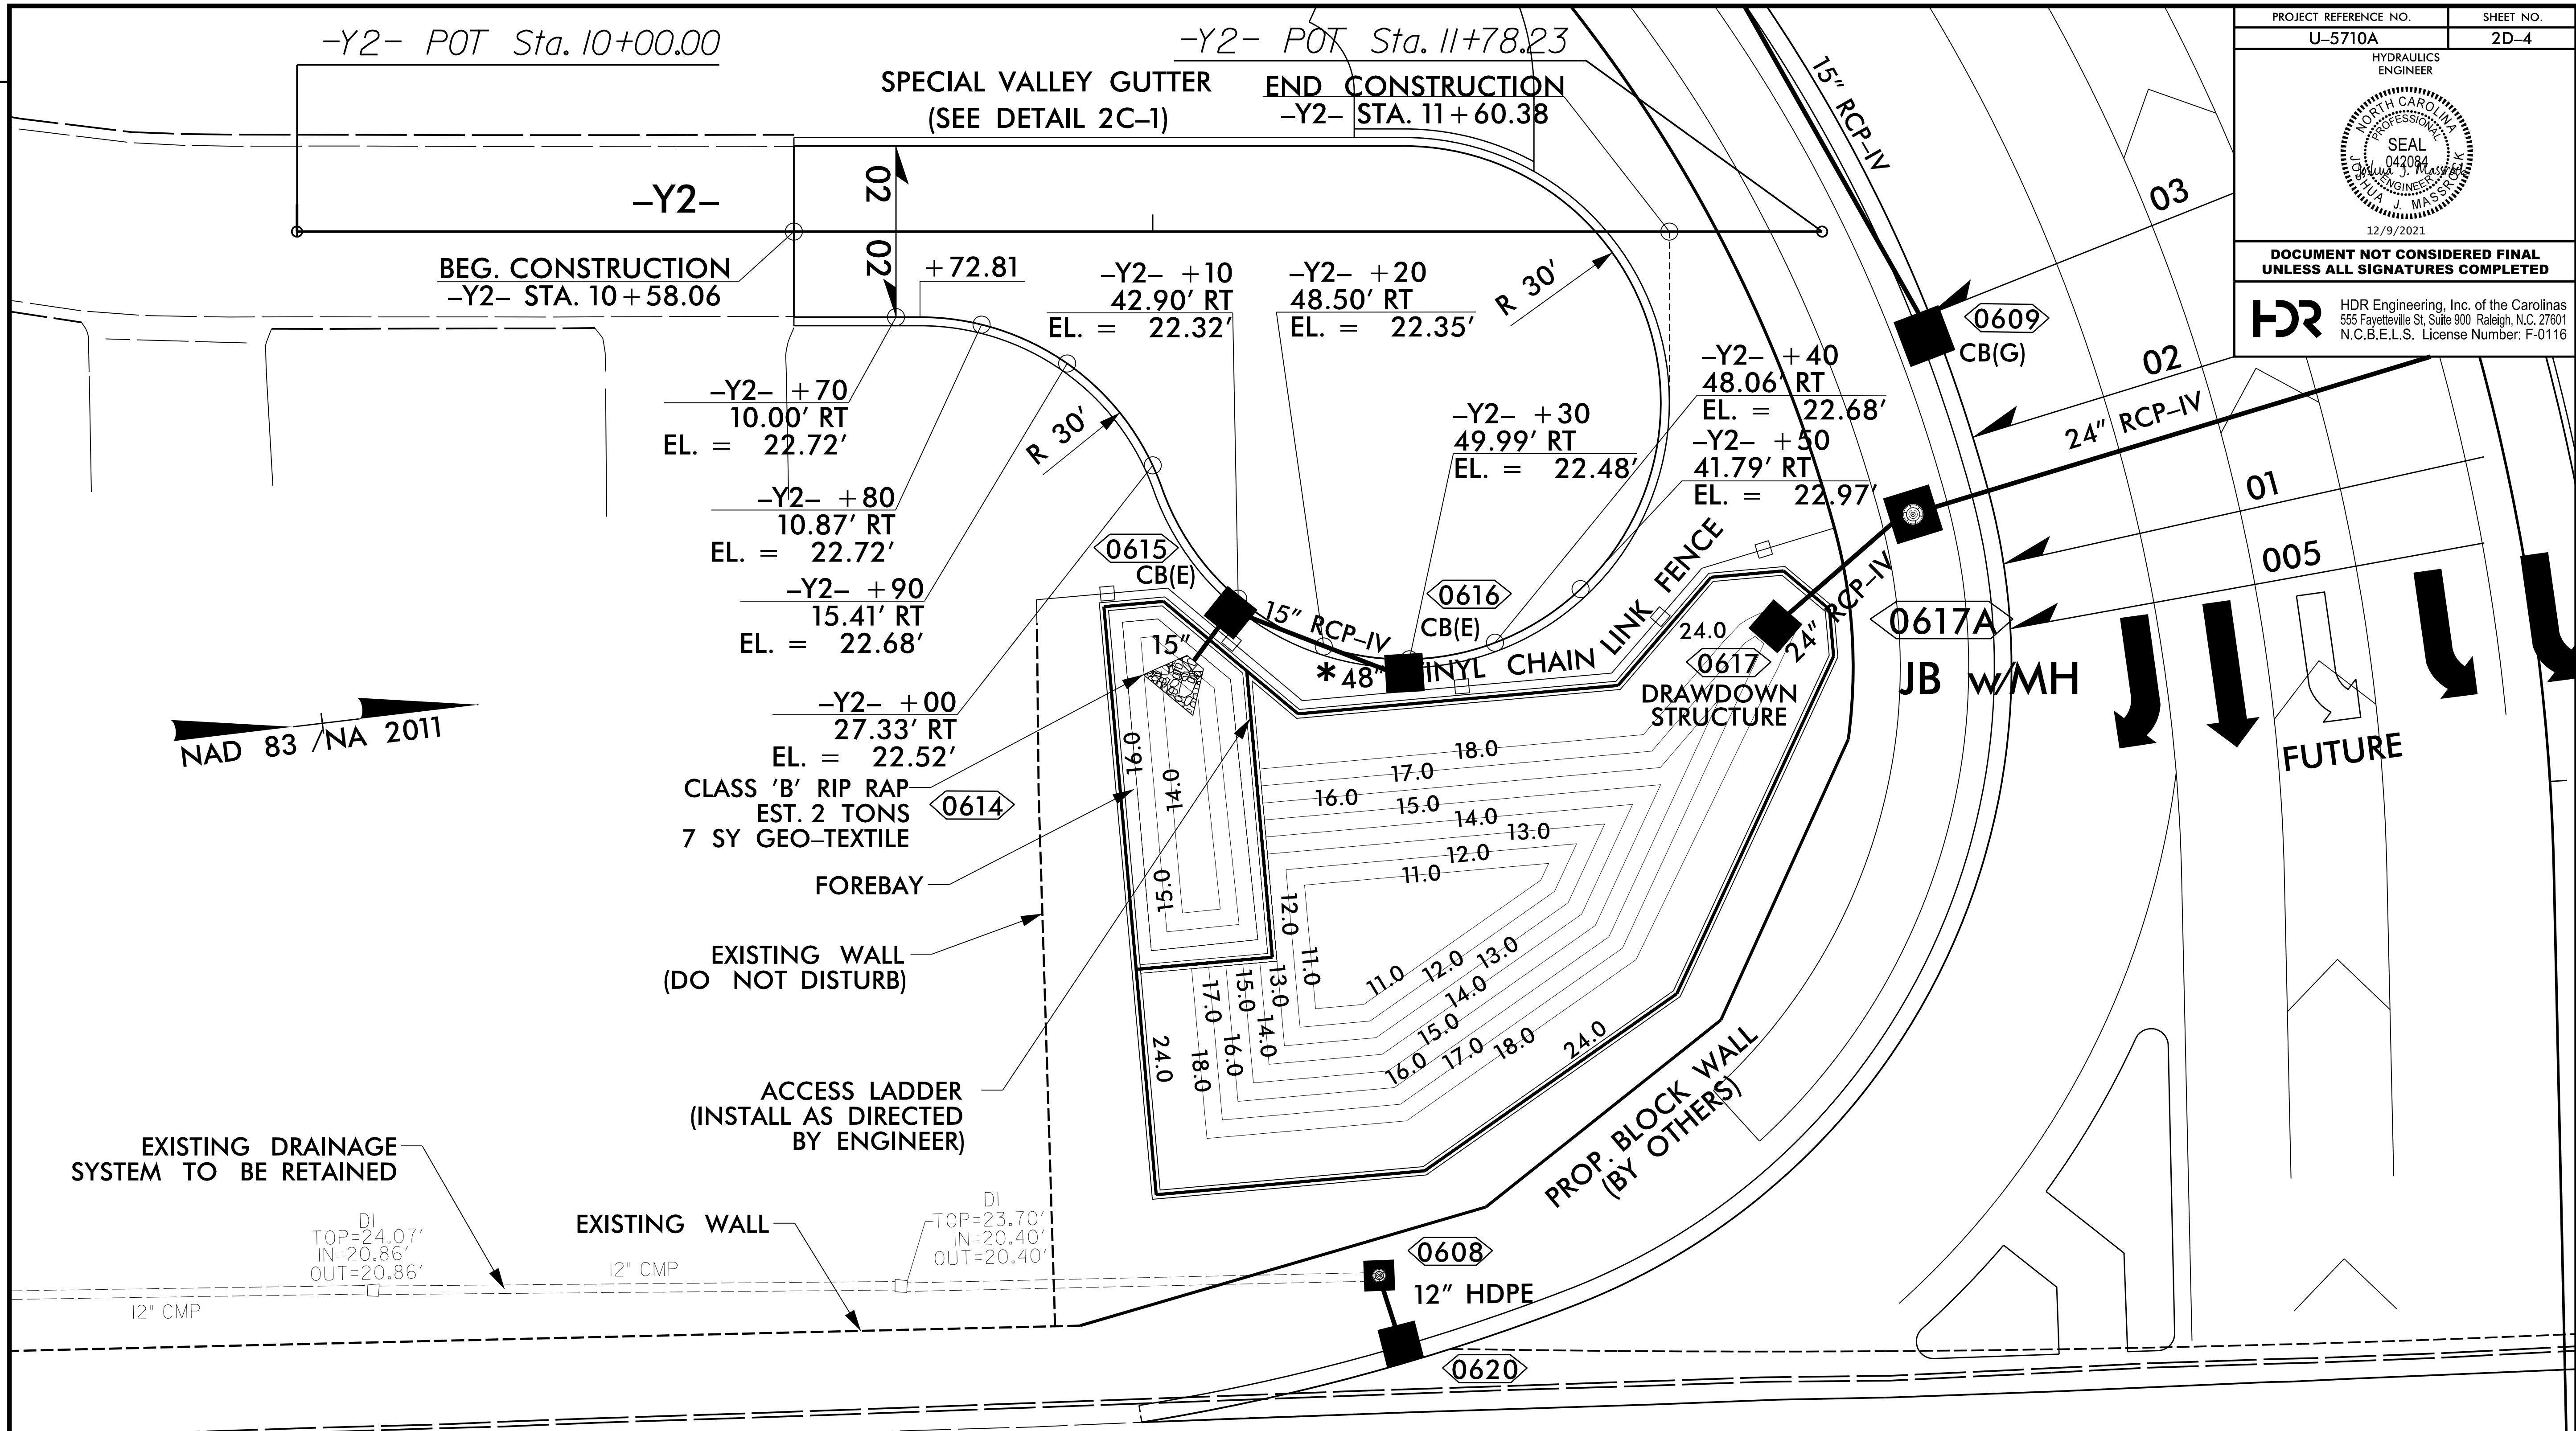 PROJECT REFERENCE NO.
SHEET NO.
U–5710A
2D–4
HYDRAULICS
ENGINEER
NORTH CAROLINA
PROFESSIONAL
SEAL
042084
Joshua J. Massrock
ENGINEER
JOSHUA J. MASSROCK
12/9/2021
DOCUMENT NOT CONSIDERED FINAL
UNLESS ALL SIGNATURES COMPLETED
HDR
HDR Engineering, Inc. of the Carolinas
555 Fayetteville St, Suite 900 Raleigh, N.C. 27601
N.C.B.E.L.S. License Number: F-0116
–Y2– POT Sta. 10+00.00
–Y2– POT Sta. 11+78.23
SPECIAL VALLEY GUTTER
(SEE DETAIL 2C–1)
END CONSTRUCTION
–Y2– STA. 11+60.38
15" RCP–IV
02
03
–Y2–
02
BEG. CONSTRUCTION
–Y2– STA. 10+58.06
+72.81
–Y2– +10
42.90' RT
EL. = 22.32'
–Y2– +20
48.50' RT
EL. = 22.35'
R 30'
0609
CB(G)
–Y2– +40
48.06' RT
EL. = 22.68'
02
24" RCP–IV
–Y2– +70
10.00' RT
EL. = 22.72'
R 30'
–Y2– +30
49.99' RT
EL. = 22.48'
–Y2– +50
41.79' RT
EL. = 22.97'
01
–Y2– +80
10.87' RT
EL. = 22.72'
0615
CB(E)
005
–Y2– +90
15.41' RT
EL. = 22.68'
15" RCP–IV
0616
CB(E)
24" RCP–IV
0617A
JB w/MH
15"
*48" VINYL CHAIN LINK FENCE
24.0
0617
DRAWDOWN
STRUCTURE
–Y2– +00
27.33' RT
EL. = 22.52'
NAD 83 /NA 2011
FUTURE
CLASS 'B' RIP RAP
EST. 2 TONS
7 SY GEO–TEXTILE
0614
16.0
14.0
15.0
18.0
17.0
16.0
15.0
14.0
13.0
12.0
11.0
FOREBAY
EXISTING WALL
(DO NOT DISTURB)
12.0
11.0
11.0
12.0
13.0
14.0
15.0
16.0
17.0
18.0
24.0
24.0
18.0
17.0
16.0
15.0
14.0
13.0
ACCESS LADDER
(INSTALL AS DIRECTED
BY ENGINEER)
PROP. BLOCK WALL
(BY OTHERS)
EXISTING DRAINAGE
SYSTEM TO BE RETAINED
DI
TOP=24.07'
IN=20.86'
OUT=20.86'
EXISTING WALL
DI
TOP=23.70'
IN=20.40'
OUT=20.40'
12" CMP
12" CMP
0608
12" HDPE
0620